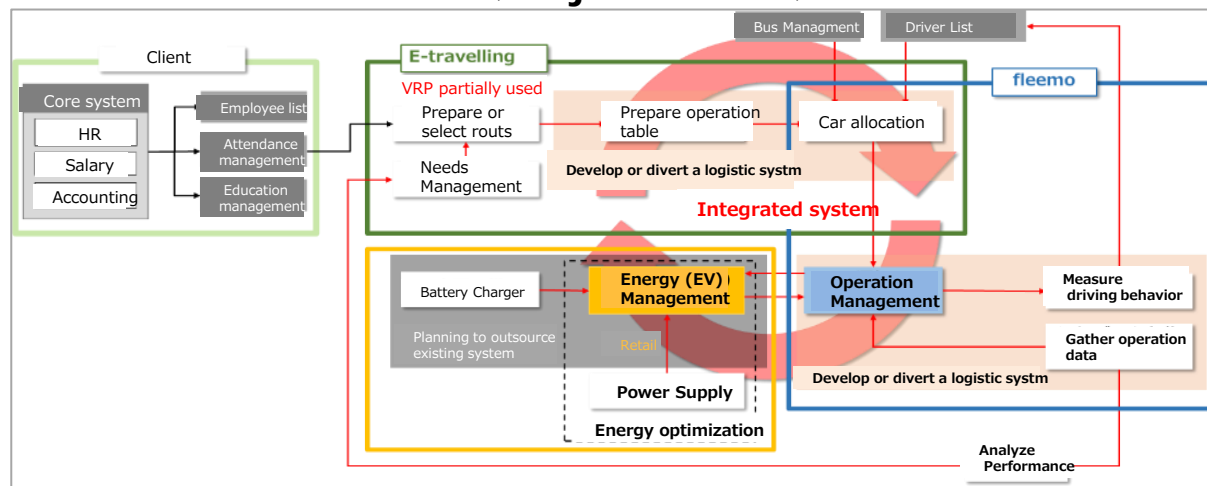 Client
Core system
HR
Salary
Accounting
Employee list
Attendance
management
Education
management
E-travelling
VRP partially used
Prepare or
select routs
Needs
Management
Prepare operation
table
Develop or divert a logistic systm
Bus Managment
Driver List
Car allocation
fleemo
Integrated system
Battery Charger
Planning to outsource
existing system
Energy (EV)
Management
Retail
Power Supply
Energy optimization
Operation
Management
Measure
driving behavior
Gather operation
data
Develop or divert a logistic systm
Analyze
Performance